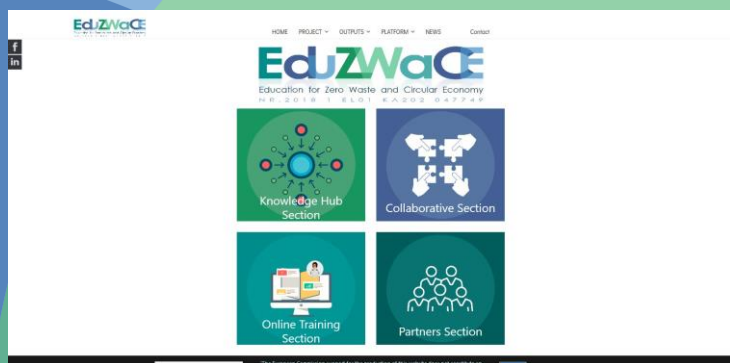 EduZWaCE
HOME PROJECT OUTPUTS PLATFORM NEWS Contact
f
in
EduZWaCE
Education for Zero Waste and Circular Economy
NR. 2018 1 EL01 KA202 047749
Knowledge Hub
Section
Collaborative Section
Online Training
Section
Partners Section